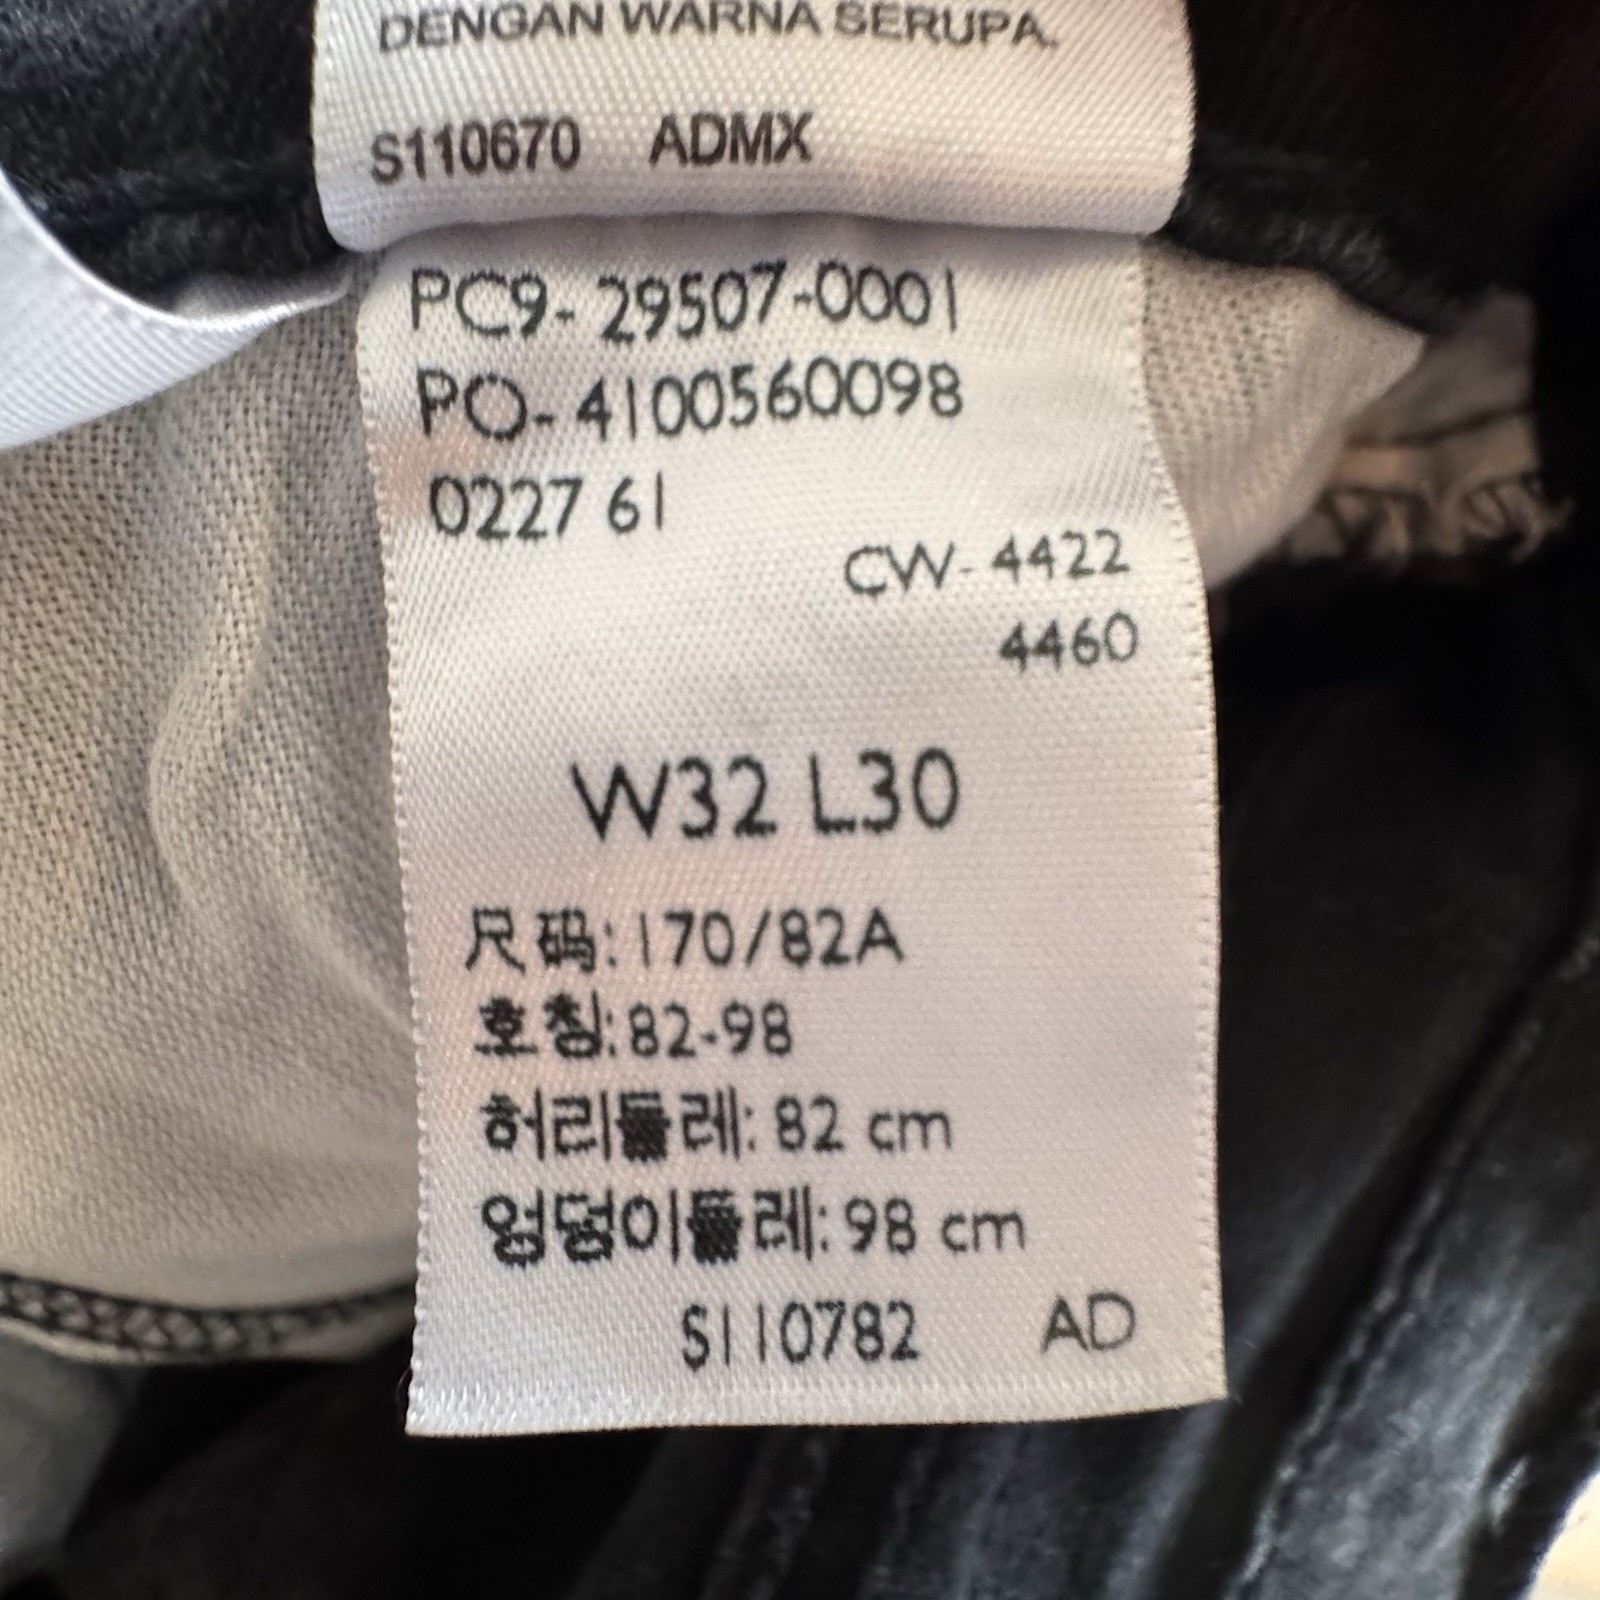 DENGAN WARNA SERUPA.
S110670 ADMX
PC9-29507-0001
PO-4100560098
0227 61
CW-4422
4460
W32 L30
尺码:170/82A
호칭:82-98
허리둘레: 82 cm
엉덩이둘레: 98 cm
S110782 AD